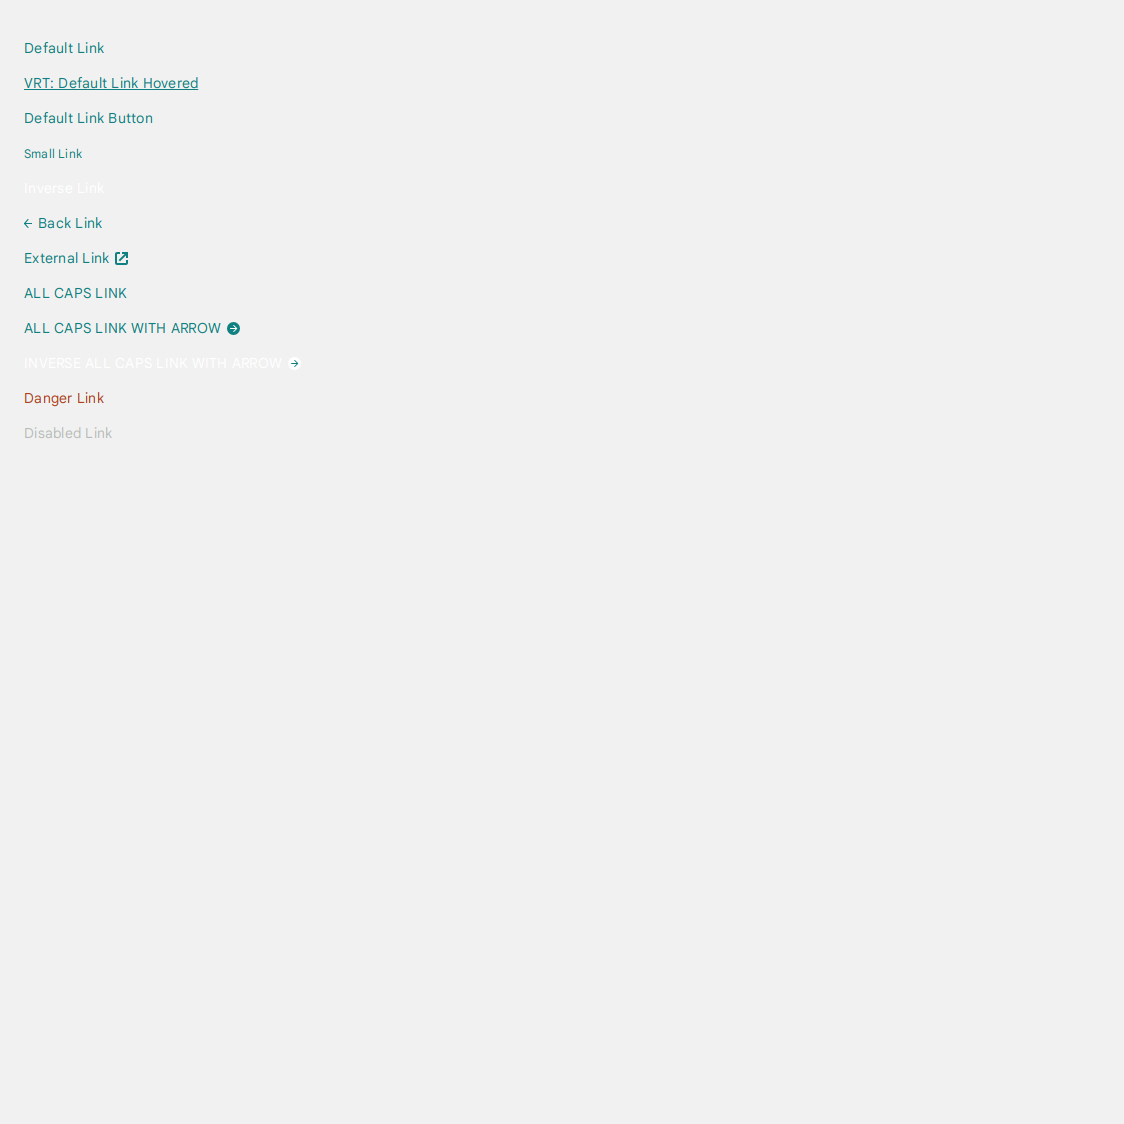 Default Link
VRT: Default Link Hovered
Default Link Button
Small Link
Inverse Link
Back Link
External Link
ALL CAPS LINK
ALL CAPS LINK WITH ARROW
INVERSE ALL CAPS LINK WITH ARROW
Danger Link
Disabled Link